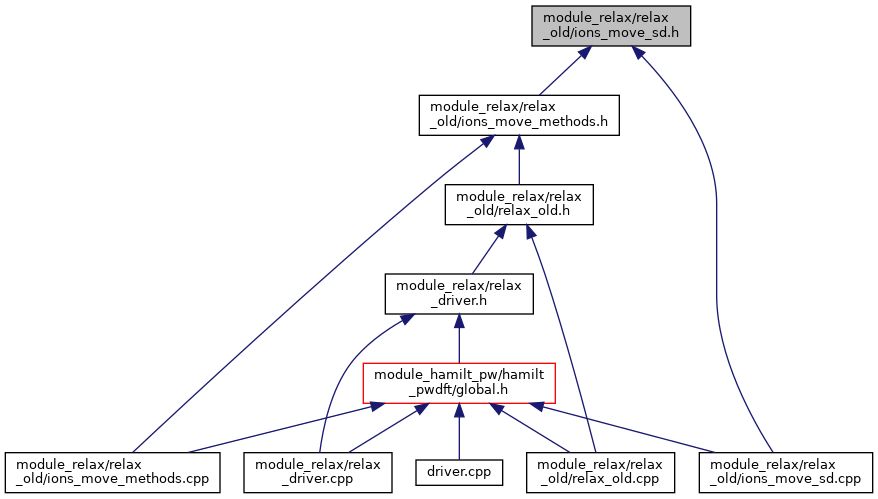 module_relax/relax
_old/ions_move_sd.h
module_relax/relax
_old/ions_move_methods.h
module_relax/relax
_old/relax_old.h
module_relax/relax
_driver.h
module_hamilt_pw/hamilt
_pwdft/global.h
module_relax/relax
_old/ions_move_methods.cpp
module_relax/relax
_driver.cpp
driver.cpp
module_relax/relax
_old/relax_old.cpp
module_relax/relax
_old/ions_move_sd.cpp